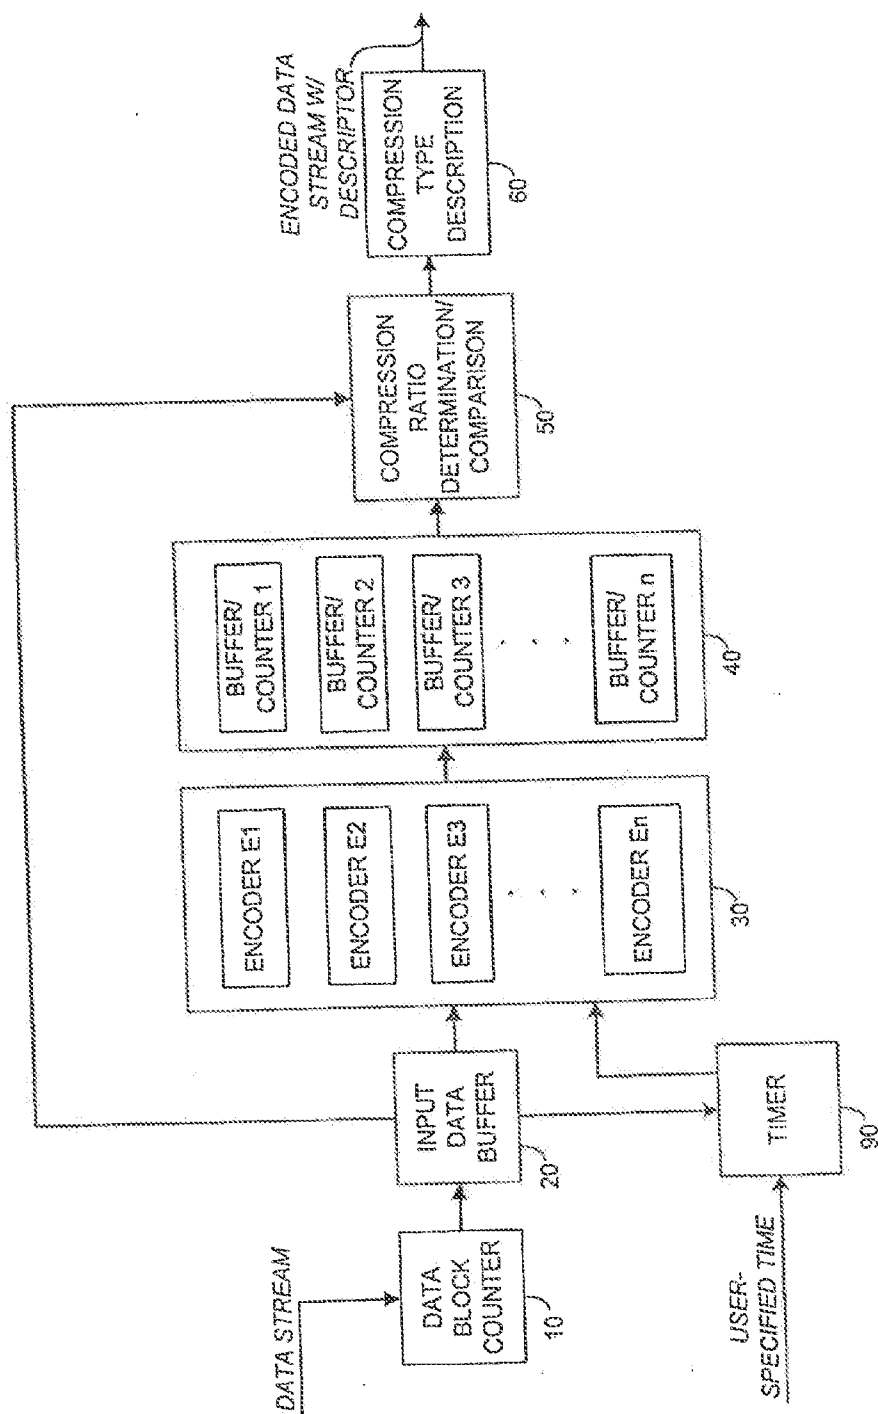 DATA STREAM
DATA
BLOCK
COUNTER
10
INPUT
DATA
BUFFER
20
USER-
SPECIFIED TIME
TIMER
90
ENCODER E1
ENCODER E2
ENCODER E3
. . .
ENCODER En
30
BUFFER/
COUNTER 1
BUFFER/
COUNTER 2
BUFFER/
COUNTER 3
. . .
BUFFER/
COUNTER n
40
COMPRESSION
RATIO
DETERMINATION/
COMPARISON
50
COMPRESSION
TYPE
DESCRIPTION
60
ENCODED DATA
STREAM W/
DESCRIPTOR